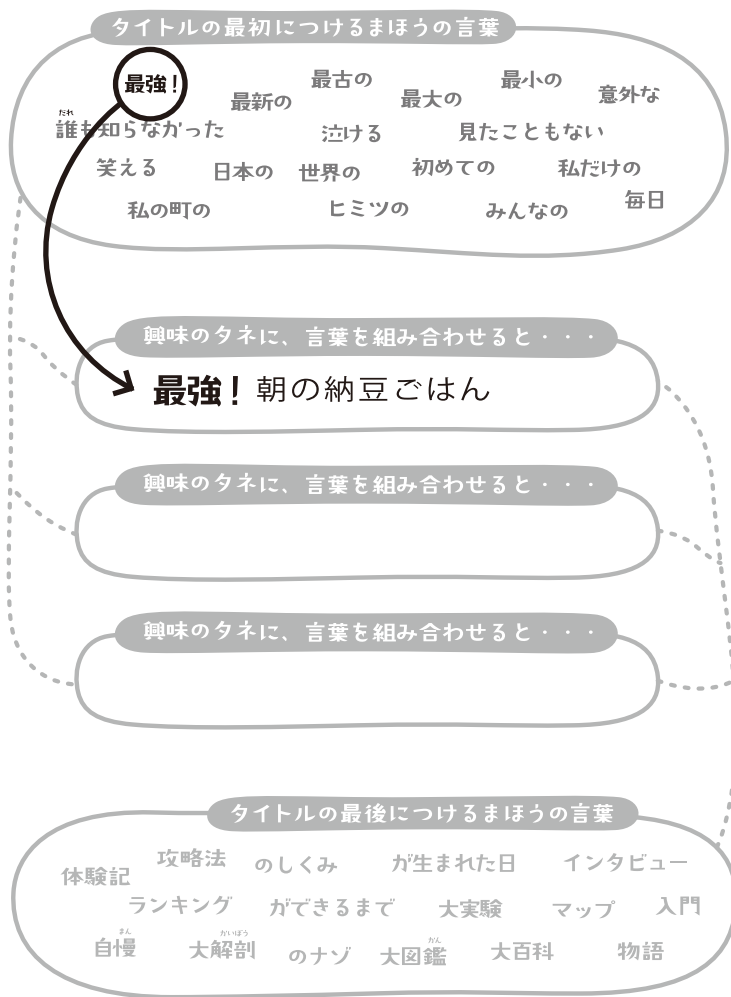 タイトルの最初につけるまほうの言葉
最強！
最新の 最古の 最大の 最小の 意外な
だれ
誰も知らなかった 泣ける 見たこともない
笑える 日本の 世界の 初めての 私だけの
私の町の ヒミツの みんなの 毎日
興味のタネに、言葉を組み合わせると・・・
最強！朝の納豆ごはん
興味のタネに、言葉を組み合わせると・・・
興味のタネに、言葉を組み合わせると・・・
タイトルの最後につけるまほうの言葉
体験記 攻略法 のしくみ が生まれた日 インタビュー
ランキング ができるまで 大実験 マップ 入門
まん かいぼう かん
自慢 大解剖 のナゾ 大図鑑 大百科 物語